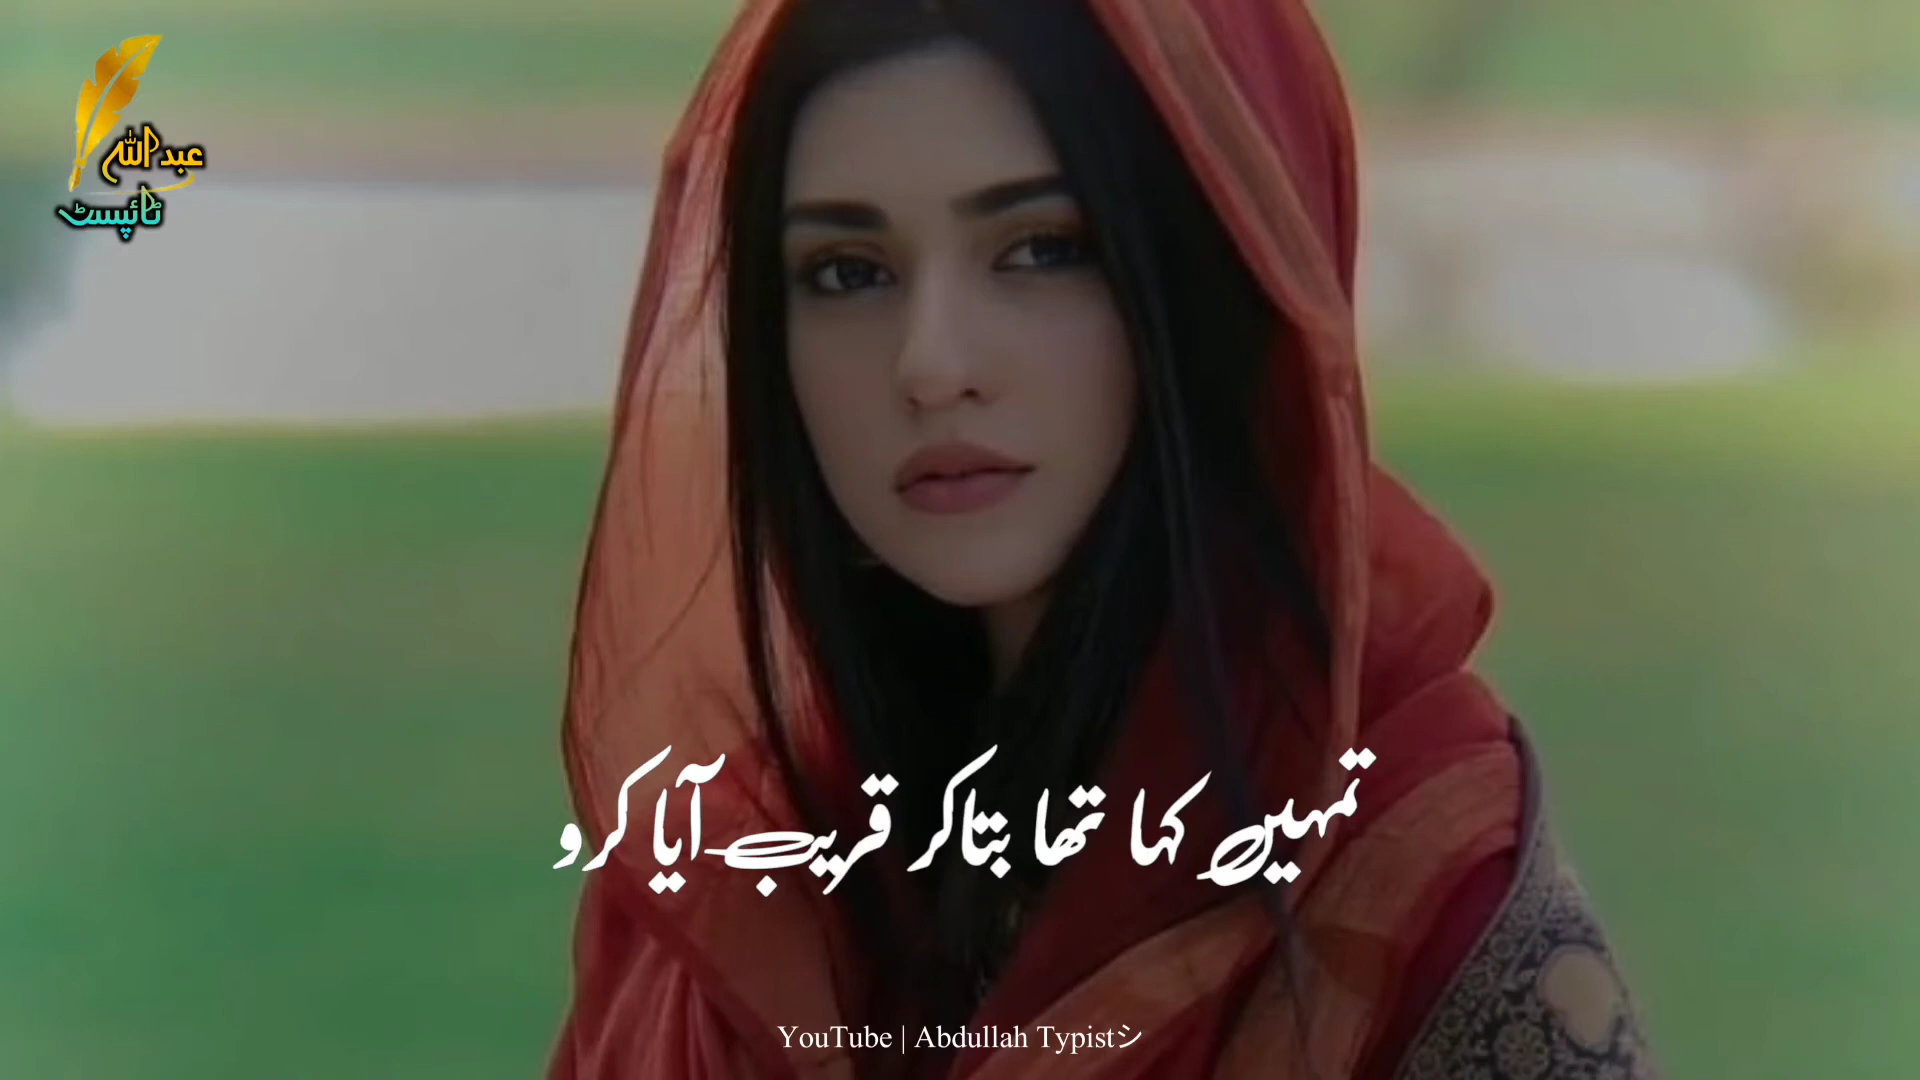 عبداللہ
ٹائپسٹ
تمہیں کہا تھا بتا کر قریب آیا کرو
YouTube | Abdullah Typistシ